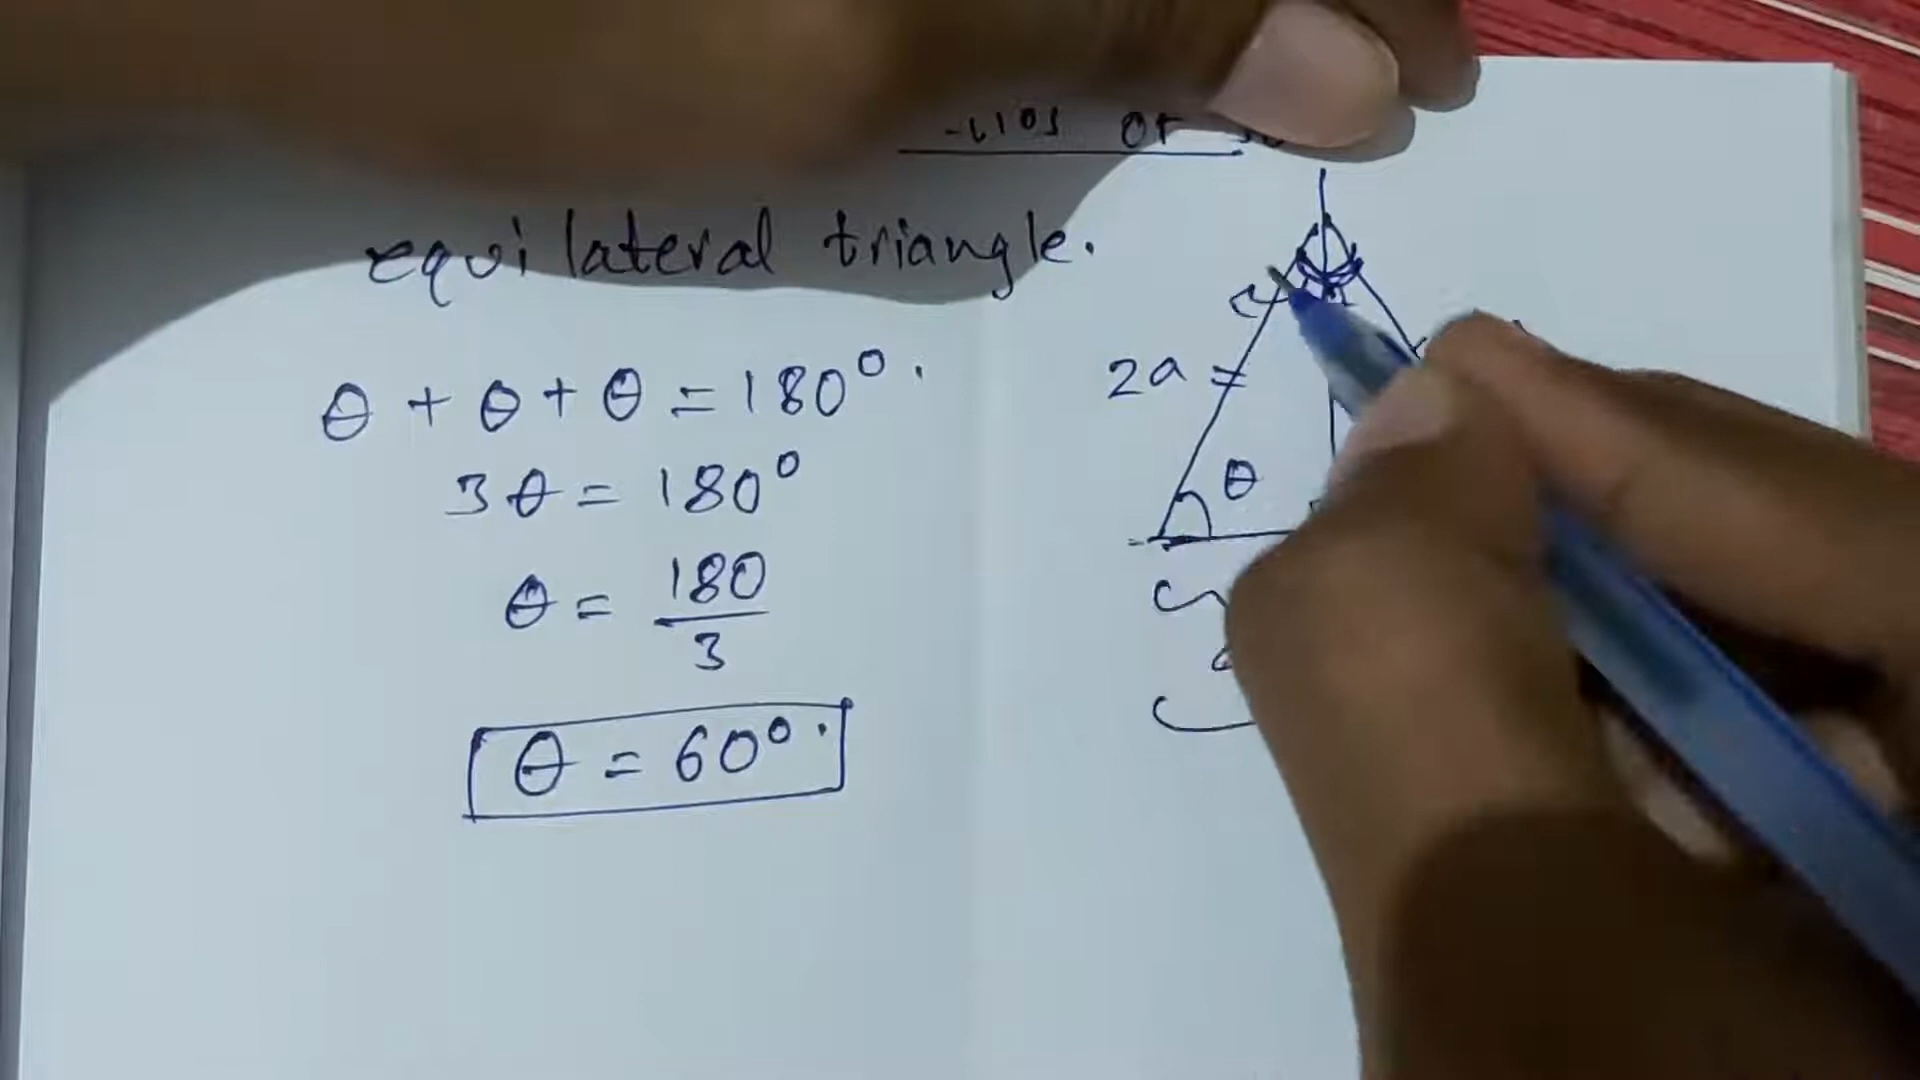 equilateral triangle.
θ + θ + θ = 180°.
3θ = 180°
θ = 180/3
θ = 60°.
2a
θ